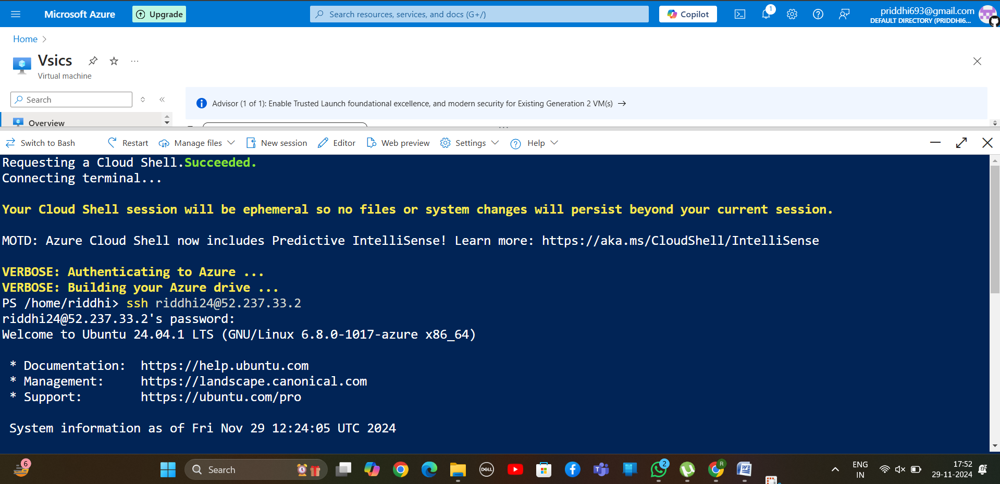 Microsoft Azure
Upgrade
Search resources, services, and docs (G+/)
Copilot
1
priddhi693@gmail.com
DEFAULT DIRECTORY (PRIDDHI6...
Home
Vsics
Virtual machine
Search
Advisor (1 of 1): Enable Trusted Launch foundational excellence, and modern security for Existing Generation 2 VM(s)
Overview
Switch to Bash
Restart
Manage files
New session
Editor
Web preview
Settings
Help
Requesting a Cloud Shell.Succeeded.
Connecting terminal...
Your Cloud Shell session will be ephemeral so no files or system changes will persist beyond your current session.
MOTD: Azure Cloud Shell now includes Predictive IntelliSense! Learn more: https://aka.ms/CloudShell/IntelliSense
VERBOSE: Authenticating to Azure ...
VERBOSE: Building your Azure drive ...
PS /home/riddhi> ssh riddhi24@52.237.33.2
riddhi24@52.237.33.2's password:
Welcome to Ubuntu 24.04.1 LTS (GNU/Linux 6.8.0-1017-azure x86_64)
* Documentation:  https://help.ubuntu.com
* Management:     https://landscape.canonical.com
* Support:        https://ubuntu.com/pro
System information as of Fri Nov 29 12:24:05 UTC 2024
6
Search
DELL
T
2
R
W
ENG
IN
17:52
29-11-2024